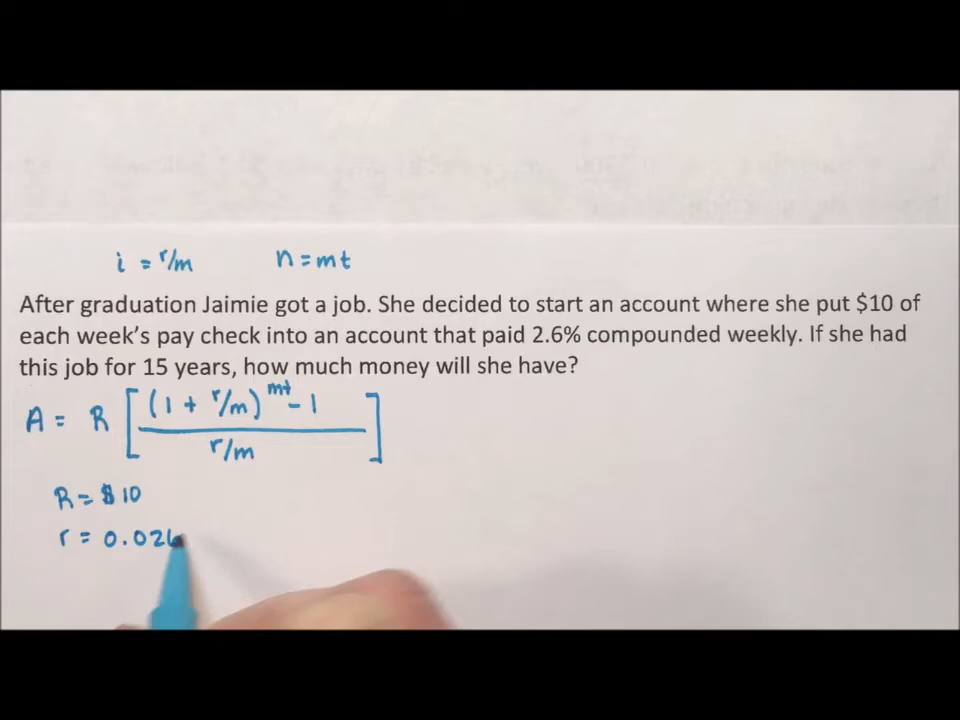 i = r/m n = mt
After graduation Jaimie got a job. She decided to start an account where she put $10 of
each week's pay check into an account that paid 2.6% compounded weekly. If she had
this job for 15 years, how much money will she have?
A = R [ (1 + r/m)^mt - 1
r/m ]
R = $10
r = 0.026